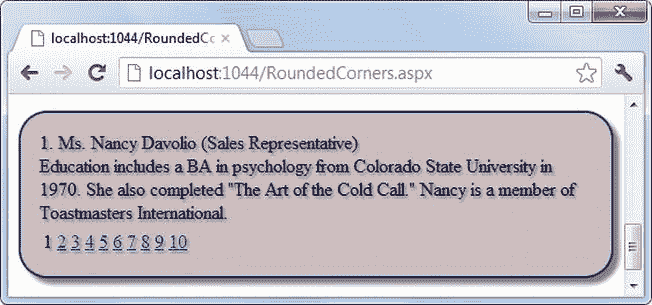 localhost:1044/RoundedCo
localhost:1044/RoundedCorners.aspx
1. Ms. Nancy Davolio (Sales Representative)
Education includes a BA in psychology from Colorado State University in
1970. She also completed "The Art of the Cold Call." Nancy is a member of
Toastmasters International.
1 2 3 4 5 6 7 8 9 10